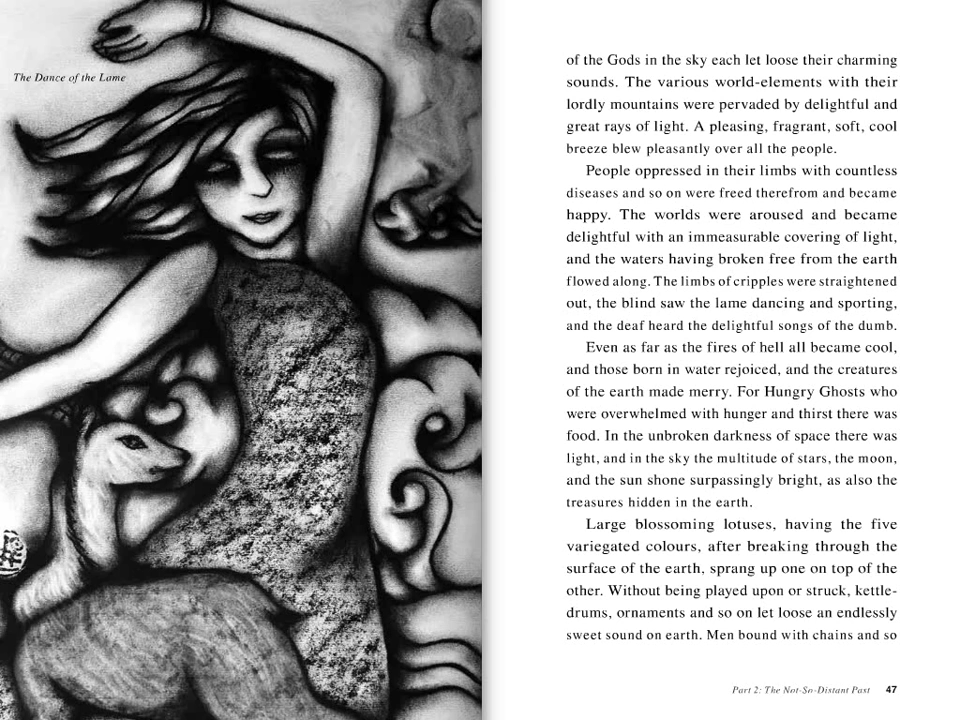 The Dance of the Lame
of the Gods in the sky each let loose their charming
sounds. The various world-elements with their
lordly mountains were pervaded by delightful and
great rays of light. A pleasing, fragrant, soft, cool
breeze blew pleasantly over all the people.
People oppressed in their limbs with countless
diseases and so on were freed therefrom and became
happy. The worlds were aroused and became
delightful with an immeasurable covering of light,
and the waters having broken free from the earth
flowed along. The limbs of cripples were straightened
out, the blind saw the lame dancing and sporting,
and the deaf heard the delightful songs of the dumb.
Even as far as the fires of hell all became cool,
and those born in water rejoiced, and the creatures
of the earth made merry. For Hungry Ghosts who
were overwhelmed with hunger and thirst there was
food. In the unbroken darkness of space there was
light, and in the sky the multitude of stars, the moon,
and the sun shone surpassingly bright, as also the
treasures hidden in the earth.
Large blossoming lotuses, having the five
variegated colours, after breaking through the
surface of the earth, sprang up one on top of the
other. Without being played upon or struck, kettle-
drums, ornaments and so on let loose an endlessly
sweet sound on earth. Men bound with chains and so
Part 2: The Not-So-Distant Past 47